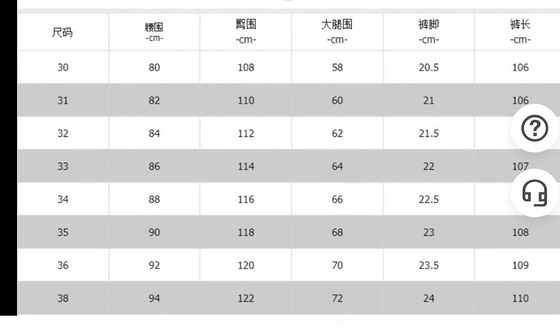 尺码 腰围 臀围 大腿围 裤脚 裤长
-cm- -cm- -cm- -cm- -cm-
30 80 108 58 20.5 106
31 82 110 60 21 106
32 84 112 62 21.5
33 86 114 64 22 107
34 88 116 66 22.5
35 90 118 68 23 108
36 92 120 70 23.5 109
38 94 122 72 24 110